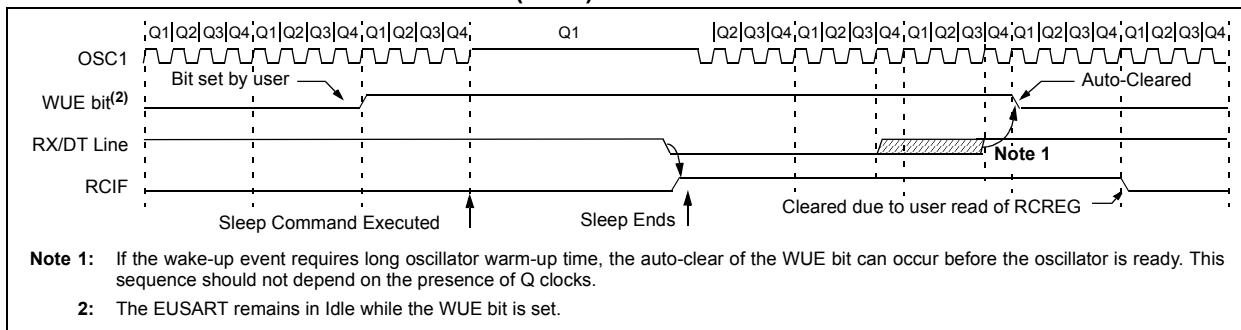 Q1 Q2 Q3 Q4 Q1 Q2 Q3 Q4 Q1 Q2 Q3 Q4 Q1 Q2 Q3 Q4 Q1 Q2 Q3 Q4 Q1 Q2 Q3 Q4 Q1 Q2 Q3 Q4 Q1 Q2 Q3 Q4
OSC1
Bit set by user
Auto-Cleared
WUE bit(2)
RX/DT Line
Note 1
RCIF
Cleared due to user read of RCREG
Sleep Command Executed
Sleep Ends
Note 1: If the wake-up event requires long oscillator warm-up time, the auto-clear of the WUE bit can occur before the oscillator is ready. This
sequence should not depend on the presence of Q clocks.
2: The EUSART remains in Idle while the WUE bit is set.